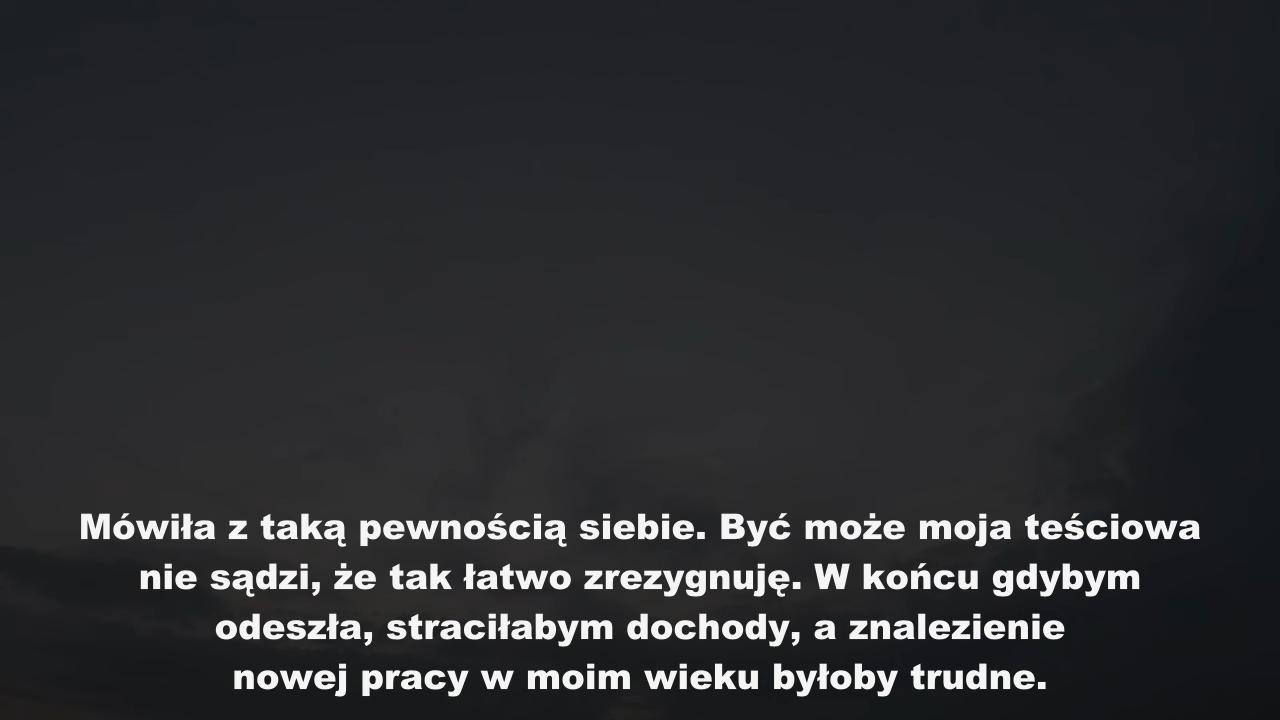 Mówiła z taką pewnością siebie. Być może moja teściowa
nie sądzi, że tak łatwo zrezygnuję. W końcu gdybym
odeszła, straciłabym dochody, a znalezienie
nowej pracy w moim wieku byłoby trudne.